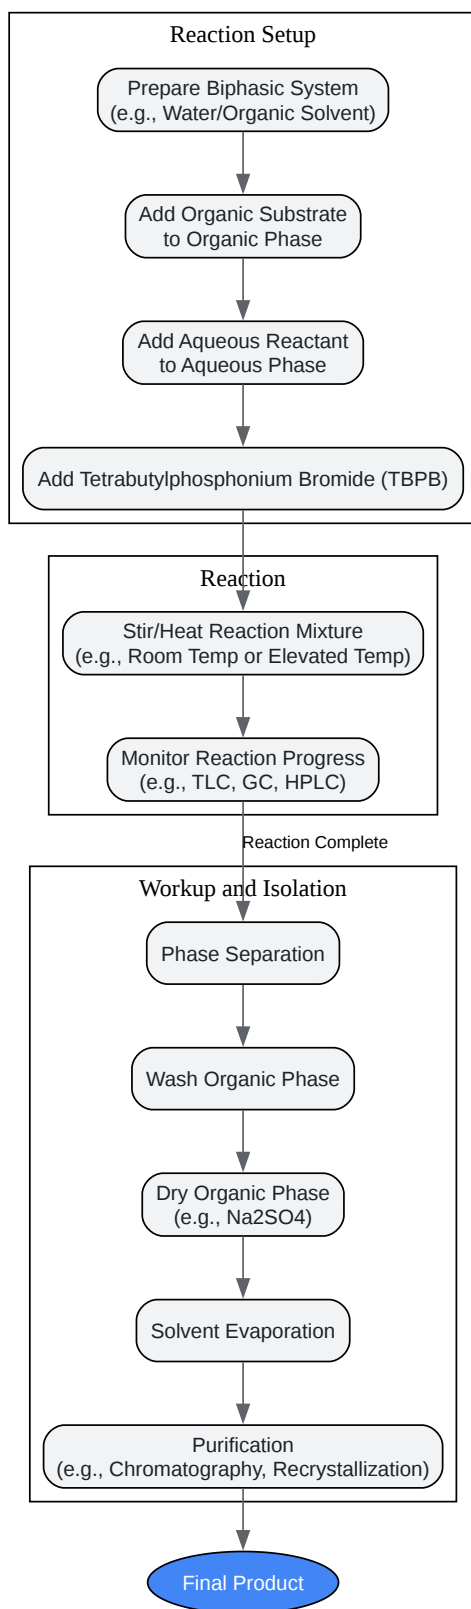 Reaction Setup
Prepare Biphasic System
(e.g., Water/Organic Solvent)
Add Organic Substrate
to Organic Phase
Add Aqueous Reactant
to Aqueous Phase
Add Tetrabutylphosphonium Bromide (TBPB)
Reaction
Stir/Heat Reaction Mixture
(e.g., Room Temp or Elevated Temp)
Monitor Reaction Progress
(e.g., TLC, GC, HPLC)
Reaction Complete
Workup and Isolation
Phase Separation
Wash Organic Phase
Dry Organic Phase
(e.g., Na2SO4)
Solvent Evaporation
Purification
(e.g., Chromatography, Recrystallization)
Final Product